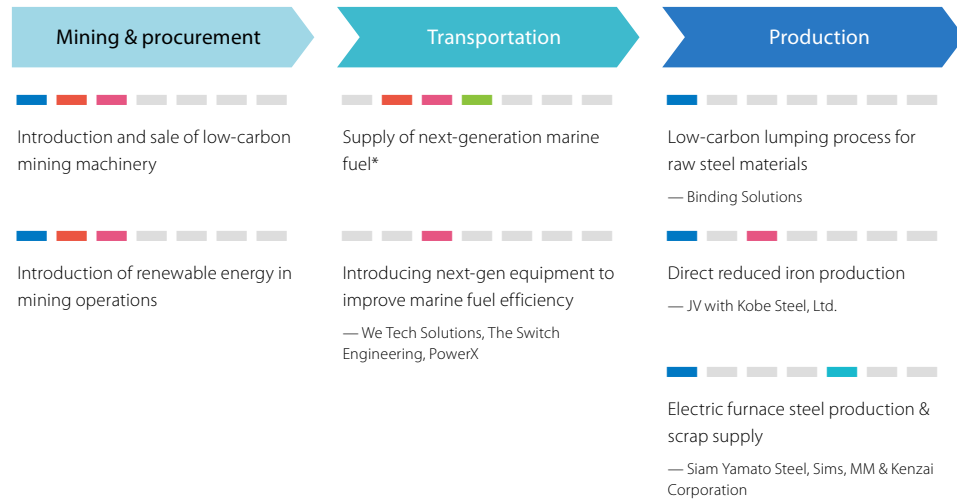 Mining & procurement
Transportation
Production
Introduction and sale of low-carbon
mining machinery
Introduction of renewable energy in
mining operations
Supply of next-generation marine
fuel*
Introducing next-gen equipment to
improve marine fuel efficiency
— We Tech Solutions, The Switch
Engineering, PowerX
Low-carbon lumping process for
raw steel materials
— Binding Solutions
Direct reduced iron production
— JV with Kobe Steel, Ltd.
Electric furnace steel production &
scrap supply
— Siam Yamato Steel, Sims, MM & Kenzai
Corporation